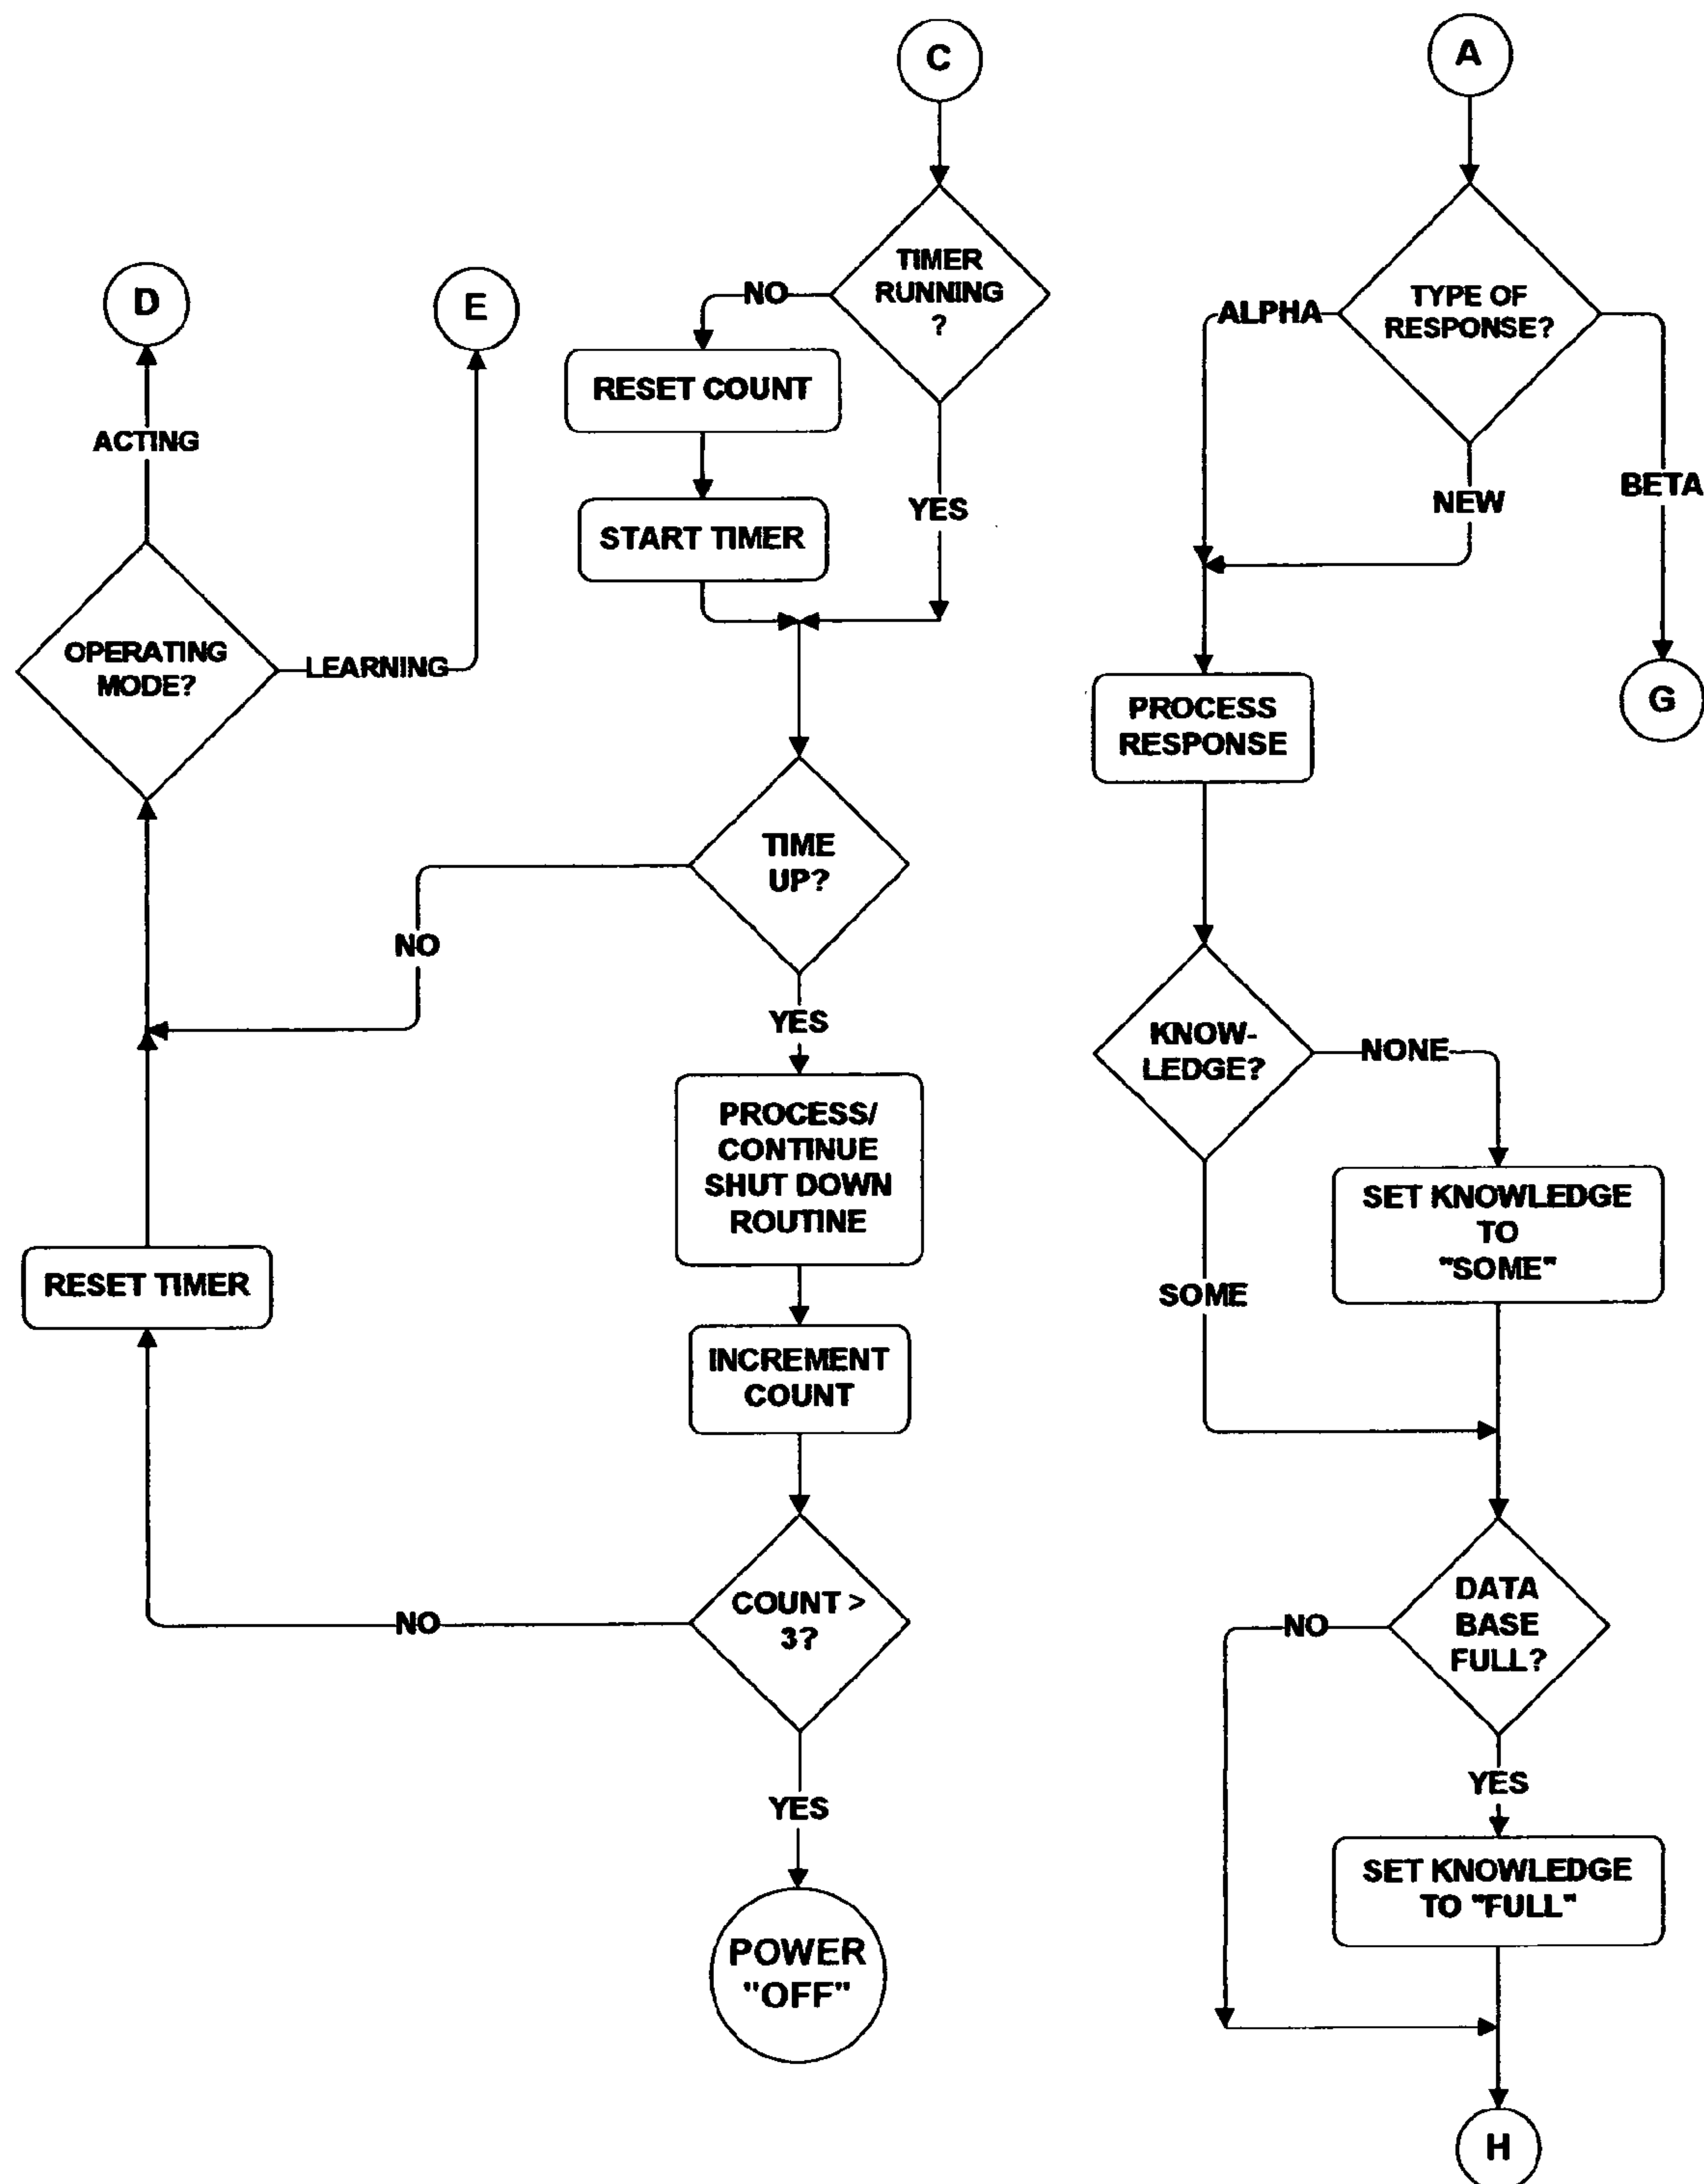 C
TIMER
RUNNING
?
NO
RESET COUNT
START TIMER
YES
D
E
ACTING
OPERATING
MODE?
LEARNING
TIME
UP?
NO
YES
PROCESS/
CONTINUE
SHUT DOWN
ROUTINE
INCREMENT
COUNT
RESET TIMER
COUNT >
3?
NO
YES
POWER
"OFF"
A
TYPE OF
RESPONSE?
ALPHA
NEW
BETA
G
PROCESS
RESPONSE
KNOW-
LEDGE?
NONE
SET KNOWLEDGE
TO
"SOME"
SOME
DATA
BASE
FULL?
NO
YES
SET KNOWLEDGE
TO "FULL"
H